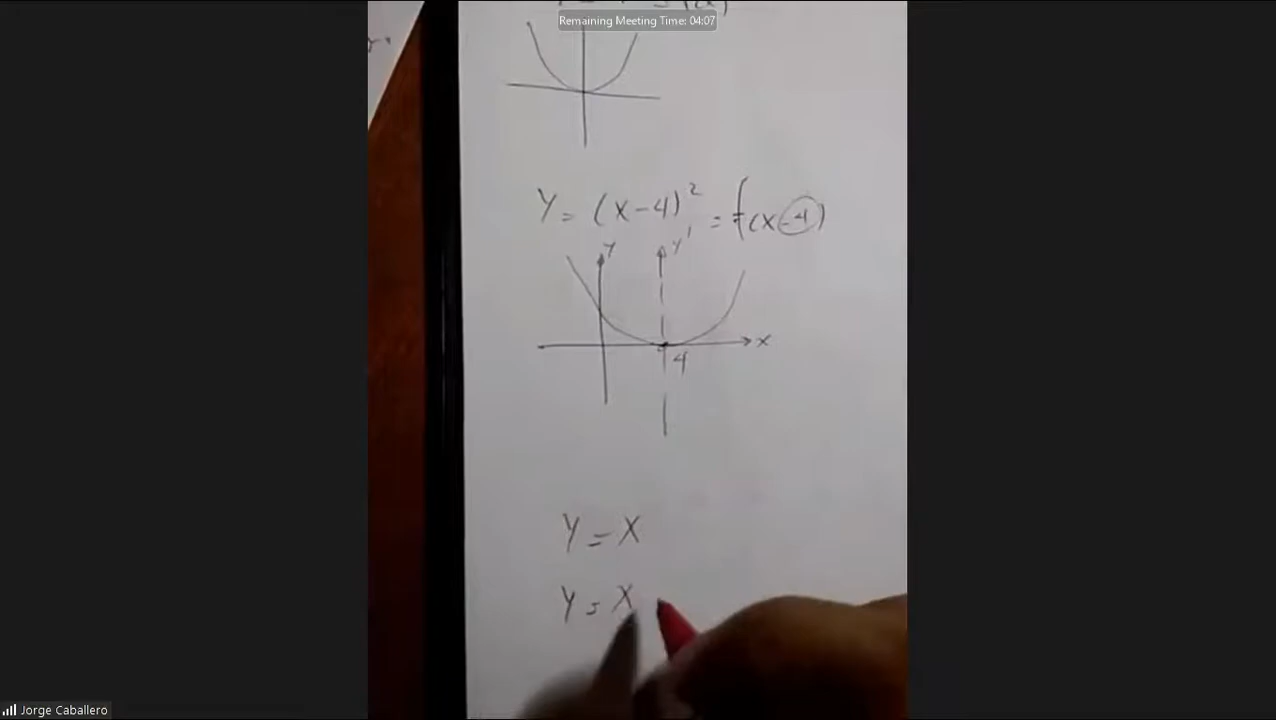 Remaining Meeting Time: 04:07
Y = (X-4)² = f(X-4)
y y'
x
4
Y = X
Y = X
Jorge Caballero